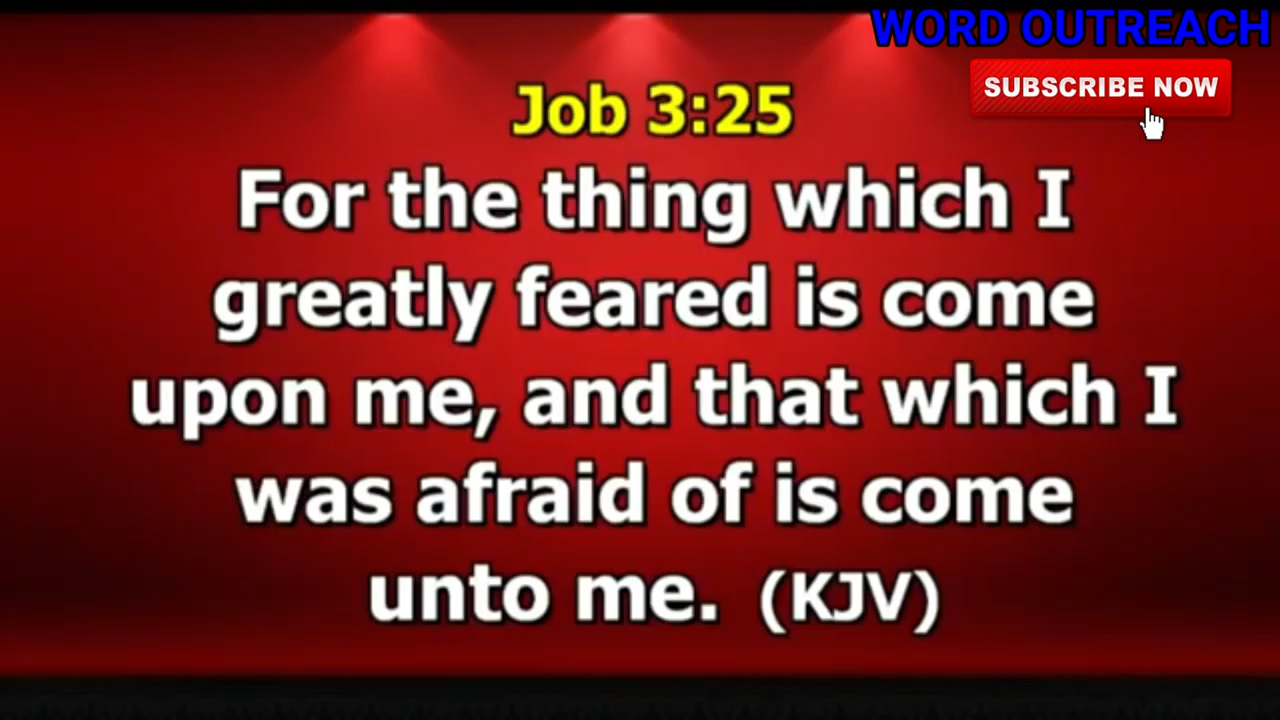 WORD OUTREACH
SUBSCRIBE NOW
Job 3:25
For the thing which I
greatly feared is come
upon me, and that which I
was afraid of is come
unto me. (KJV)